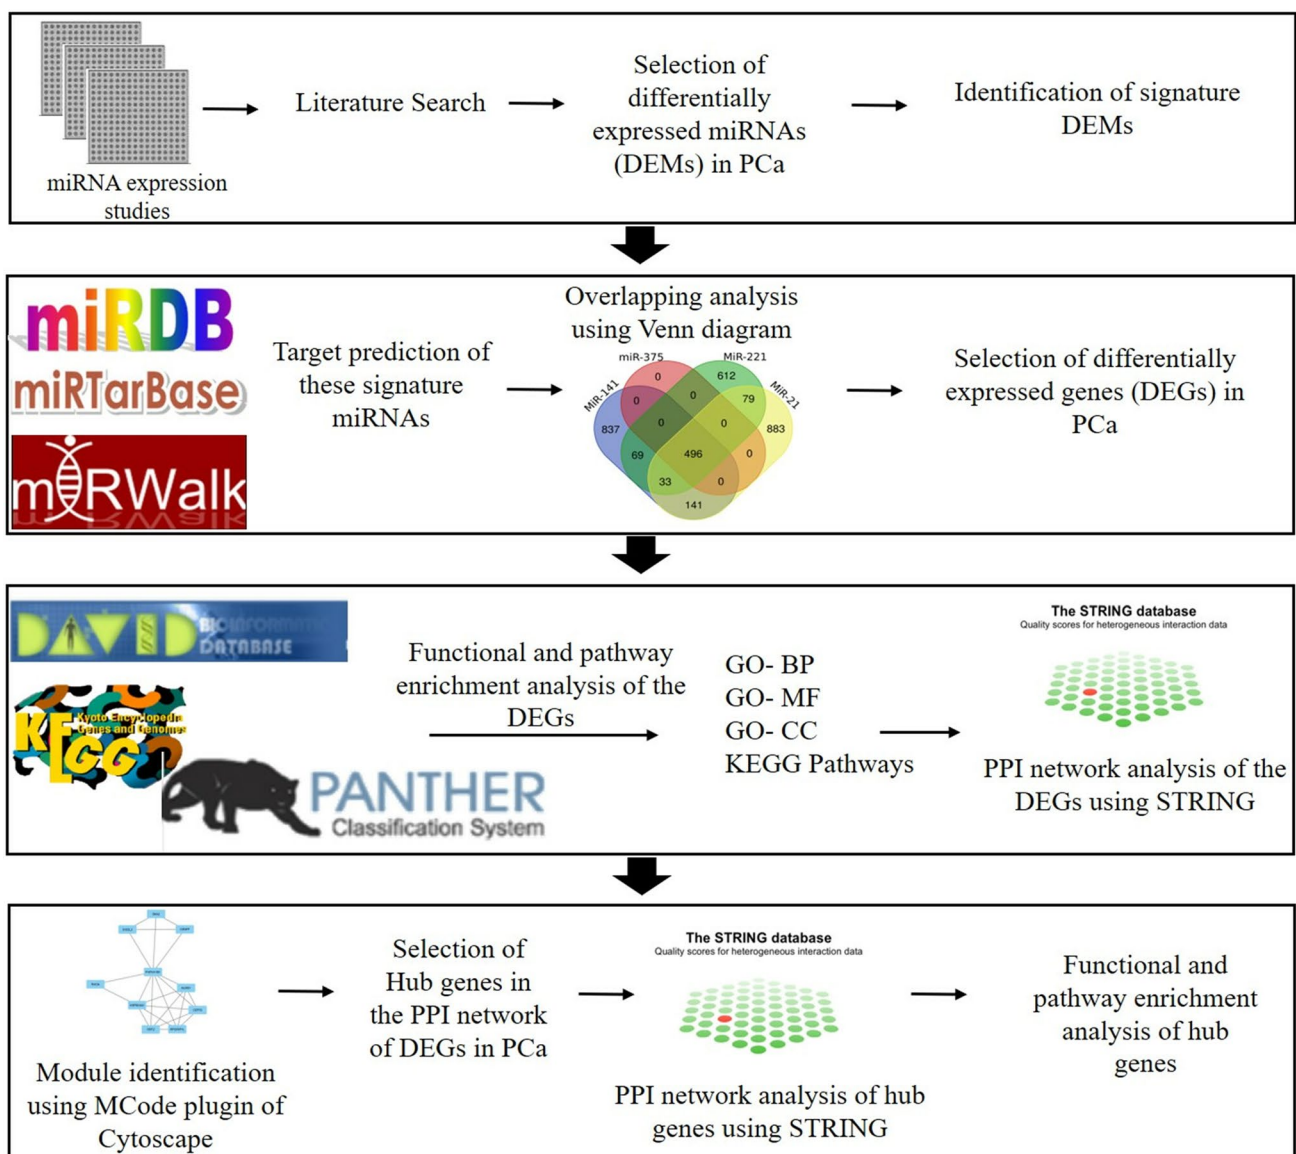 miRNA expression
studies
Literature Search
Selection of
differentially
expressed miRNAs
(DEMs) in PCa
Identification of signature
DEMs
miRDB
miRTarBase
miRWalk
Target prediction of
these signature
miRNAs
Overlapping analysis
using Venn diagram
miR-375
MiR-221
MiR-141
MiR-21
0
612
0
0
79
837
0
0
883
69
496
0
33
0
141
Selection of differentially
expressed genes (DEGs) in
PCa
DAVID BIOINFORMATIC
DATABASE
KEGG
Kyoto Encyclopedia
Genes and Genomes
PANTHER
Classification System
Functional and pathway
enrichment analysis of the
DEGs
GO- BP
GO- MF
GO- CC
KEGG Pathways
The STRING database
Quality scores for heterogeneous interaction data
PPI network analysis of the
DEGs using STRING
Module identification
using MCode plugin of
Cytoscape
Selection of
Hub genes in
the PPI network
of DEGs in PCa
The STRING database
Quality scores for heterogeneous interaction data
PPI network analysis of hub
genes using STRING
Functional and
pathway enrichment
analysis of hub
genes